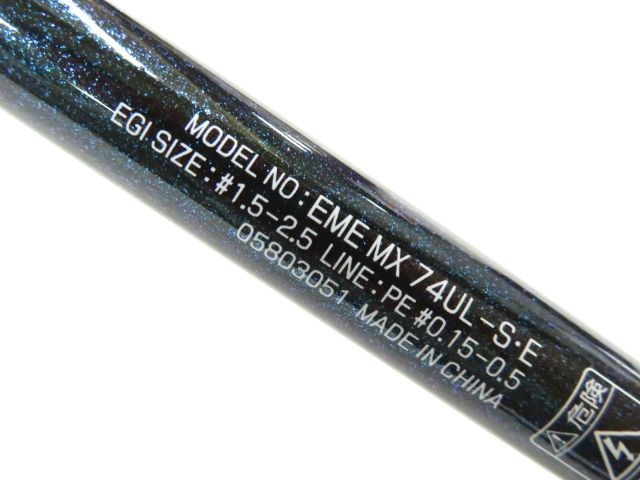 MODEL NO : EME MX 74UL-S·E
EGI SIZE : #1.5-2.5 LINE : PE #0.15-0.5
05803051 MADE IN CHINA
危険